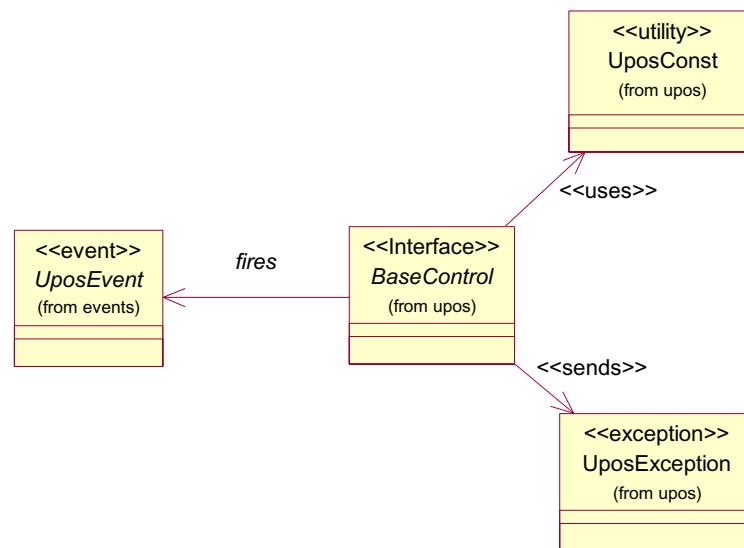 <<utility>>
UposConst
(from upos)
<<uses>>
<<event>>
UposEvent
(from events)
fires
<<Interface>>
BaseControl
(from upos)
<<sends>>
<<exception>>
UposException
(from upos)